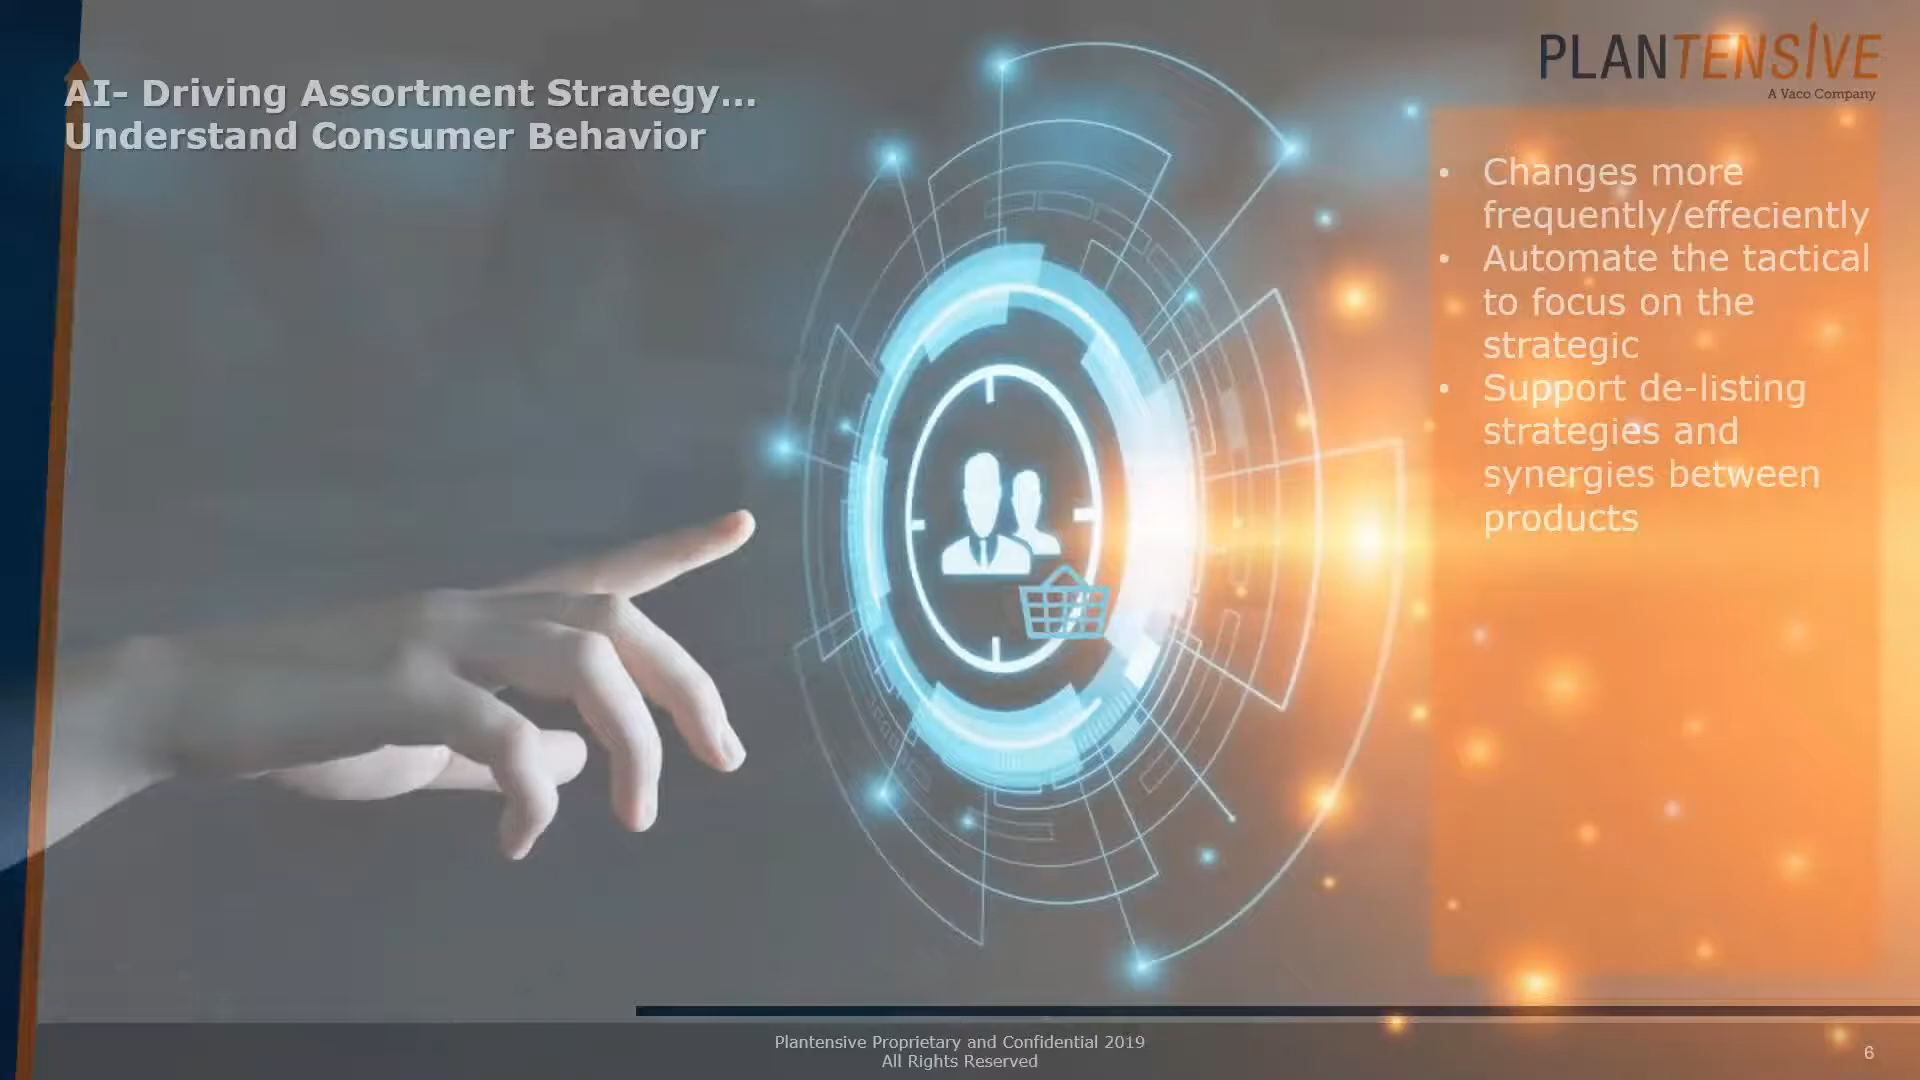 PLANTENSIVE
A Vaco Company
AI- Driving Assortment Strategy...
Understand Consumer Behavior
• Changes more
frequently/effeciently
• Automate the tactical
to focus on the
strategic
• Support de-listing
strategies and
synergies between
products
Plantensive Proprietary and Confidential 2019
All Rights Reserved
6